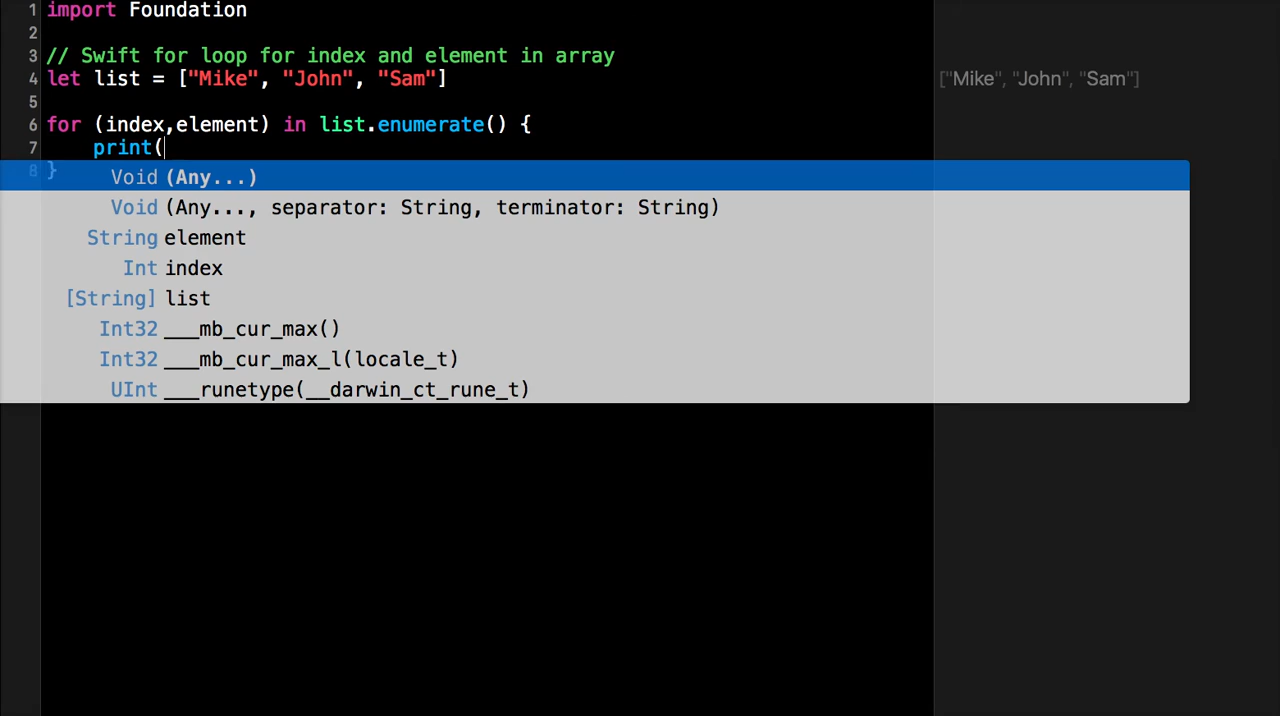 1 import Foundation
2
3 // Swift for loop for index and element in array
4 let list = ["Mike", "John", "Sam"]
["Mike", "John", "Sam"]
5
6 for (index,element) in list.enumerate() {
7 print(
8 }
Void (Any...)
Void (Any..., separator: String, terminator: String)
String element
Int index
[String] list
Int32 ___mb_cur_max()
Int32 ___mb_cur_max_l(locale_t)
UInt ___runetype(__darwin_ct_rune_t)